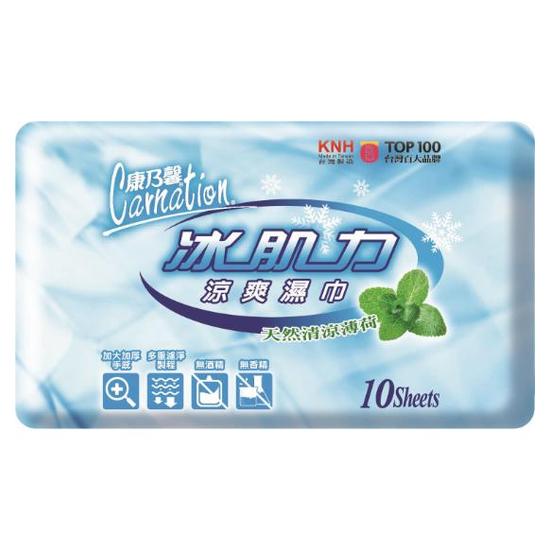 康乃馨®
Carnation®
KNH
Made in Taiwan
台灣製造
TOP 100
台灣百大品牌
冰肌力
涼爽濕巾
天然清涼薄荷
加大加厚
手感
多重濾淨
製程
無酒精
無香精
10Sheets